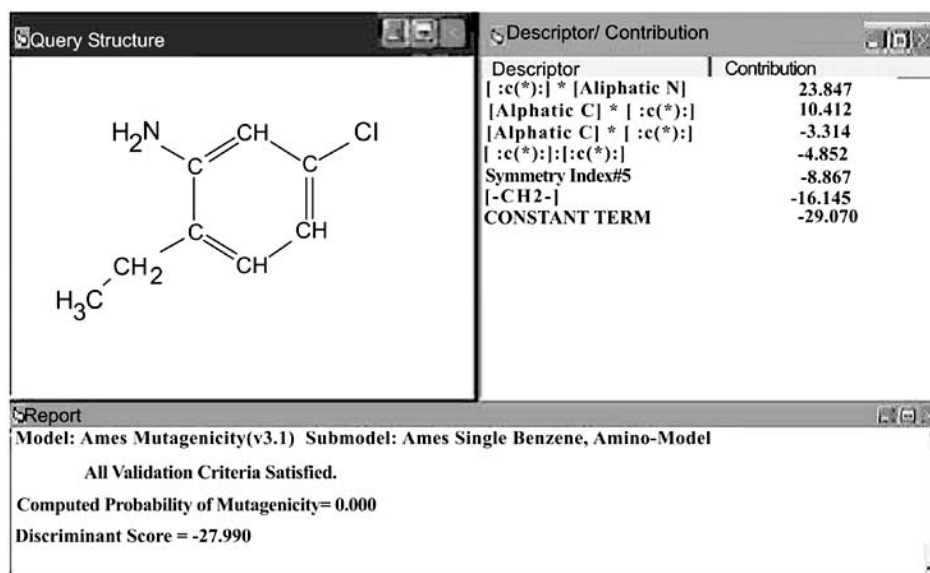 Query Structure
H2N
CH
Cl
C
C
C
CH
CH2
CH
H3C
Descriptor/ Contribution
Descriptor Contribution
[ :c(*):] * [Aliphatic N] 23.847
[Alphatic C] * [ :c(*):] 10.412
[Alphatic C] * [ :c(*):] -3.314
[ :c(*):]:[:c(*):] -4.852
Symmetry Index#5 -8.867
[-CH2-] -16.145
CONSTANT TERM -29.070
Report
Model: Ames Mutagenicity(v3.1) Submodel: Ames Single Benzene, Amino-Model
All Validation Criteria Satisfied.
Computed Probability of Mutagenicity= 0.000
Discriminant Score = -27.990